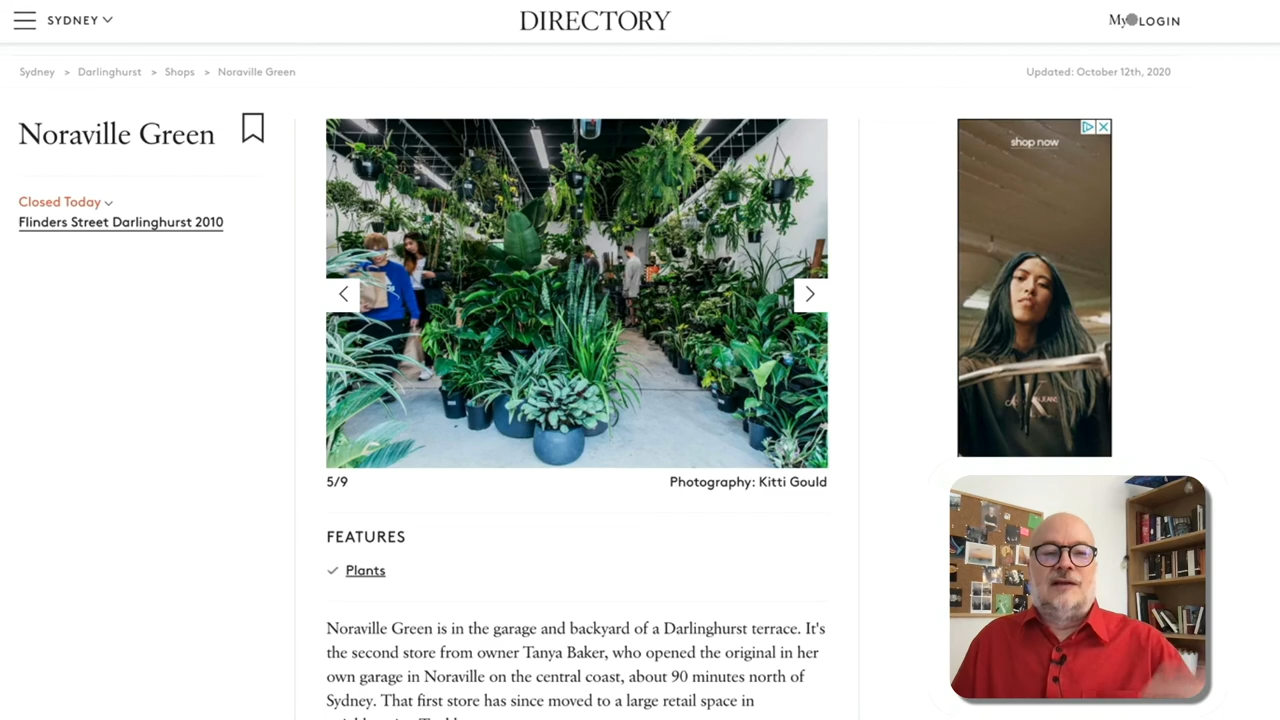 SYDNEY
DIRECTORY
My LOGIN
Sydney > Darlinghurst > Shops > Noraville Green
Updated: October 12th, 2020
Noraville Green
Closed Today
Flinders Street Darlinghurst 2010
shop now
5/9
Photography: Kitti Gould
FEATURES
Plants
Noraville Green is in the garage and backyard of a Darlinghurst terrace. It's
the second store from owner Tanya Baker, who opened the original in her
own garage in Noraville on the central coast, about 90 minutes north of
Sydney. That first store has since moved to a large retail space in